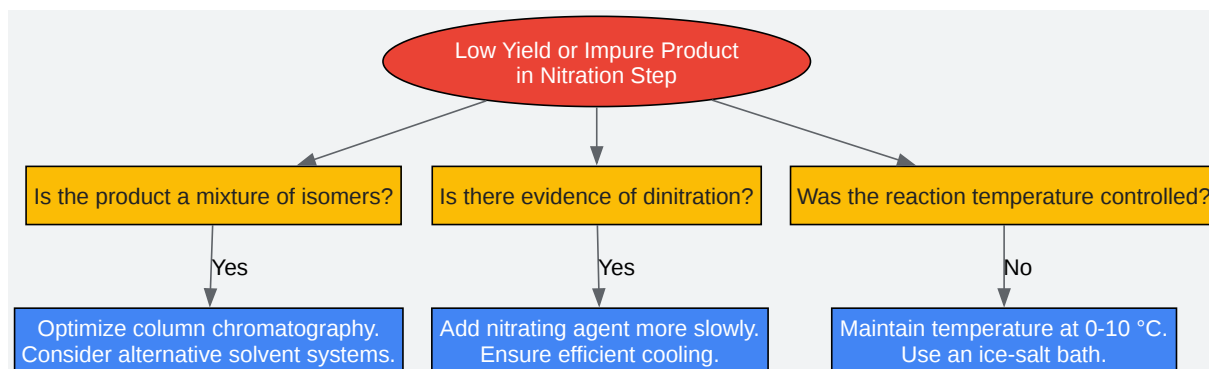 Low Yield or Impure Product
in Nitration Step
Is the product a mixture of isomers?
Is there evidence of dinitration?
Was the reaction temperature controlled?
Yes
Yes
No
Optimize column chromatography.
Consider alternative solvent systems.
Add nitrating agent more slowly.
Ensure efficient cooling.
Maintain temperature at 0-10 °C.
Use an ice-salt bath.